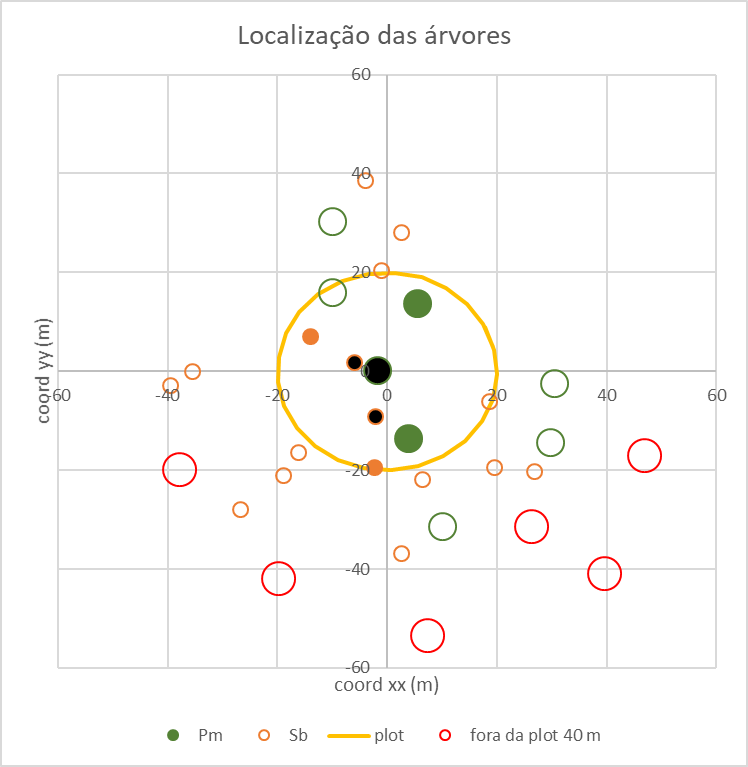 Localização das árvores
60
40
20
0
-60 -40 -20 0 20 40 60
-20
-40
-60
coord yy (m)
coord xx (m)
Pm Sb plot fora da plot 40 m